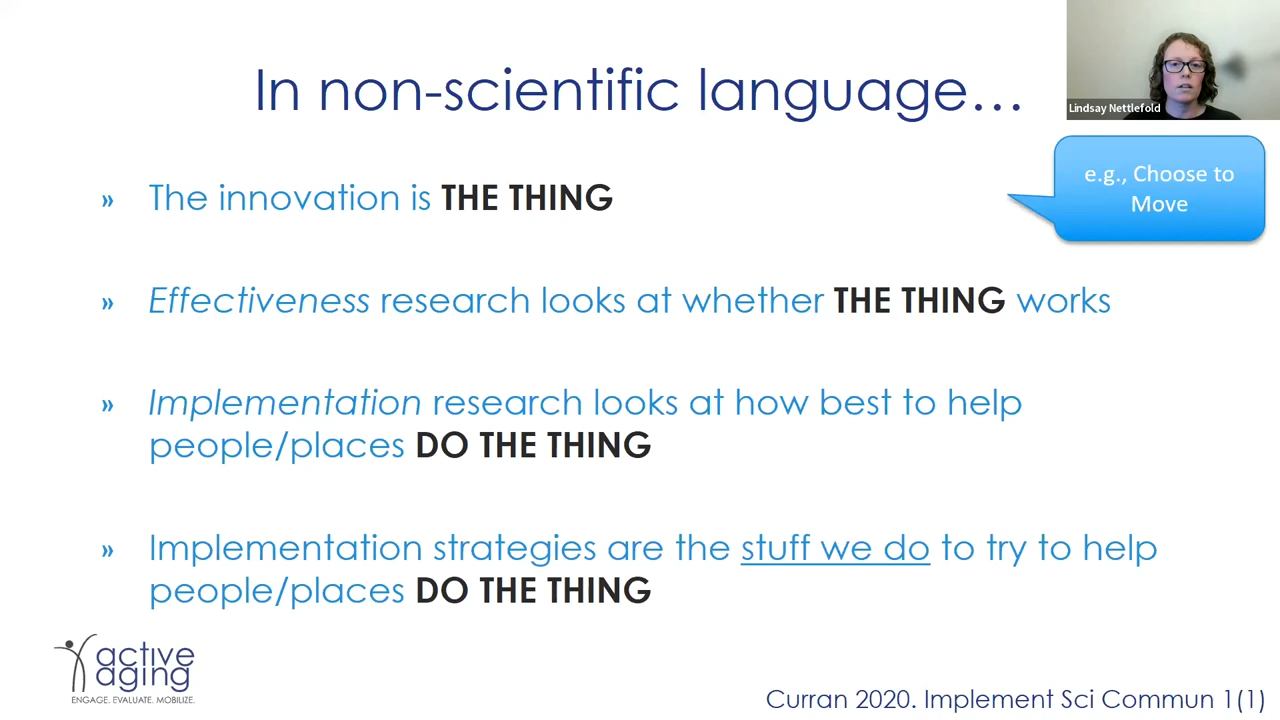 In non-scientific language…
Lindsay Nettlefold
e.g., Choose to
Move
» The innovation is THE THING
» Effectiveness research looks at whether THE THING works
» Implementation research looks at how best to help
people/places DO THE THING
» Implementation strategies are the stuff we do to try to help
people/places DO THE THING
active
aging
ENGAGE. EVALUATE. MOBILIZE.
Curran 2020. Implement Sci Commun 1(1)